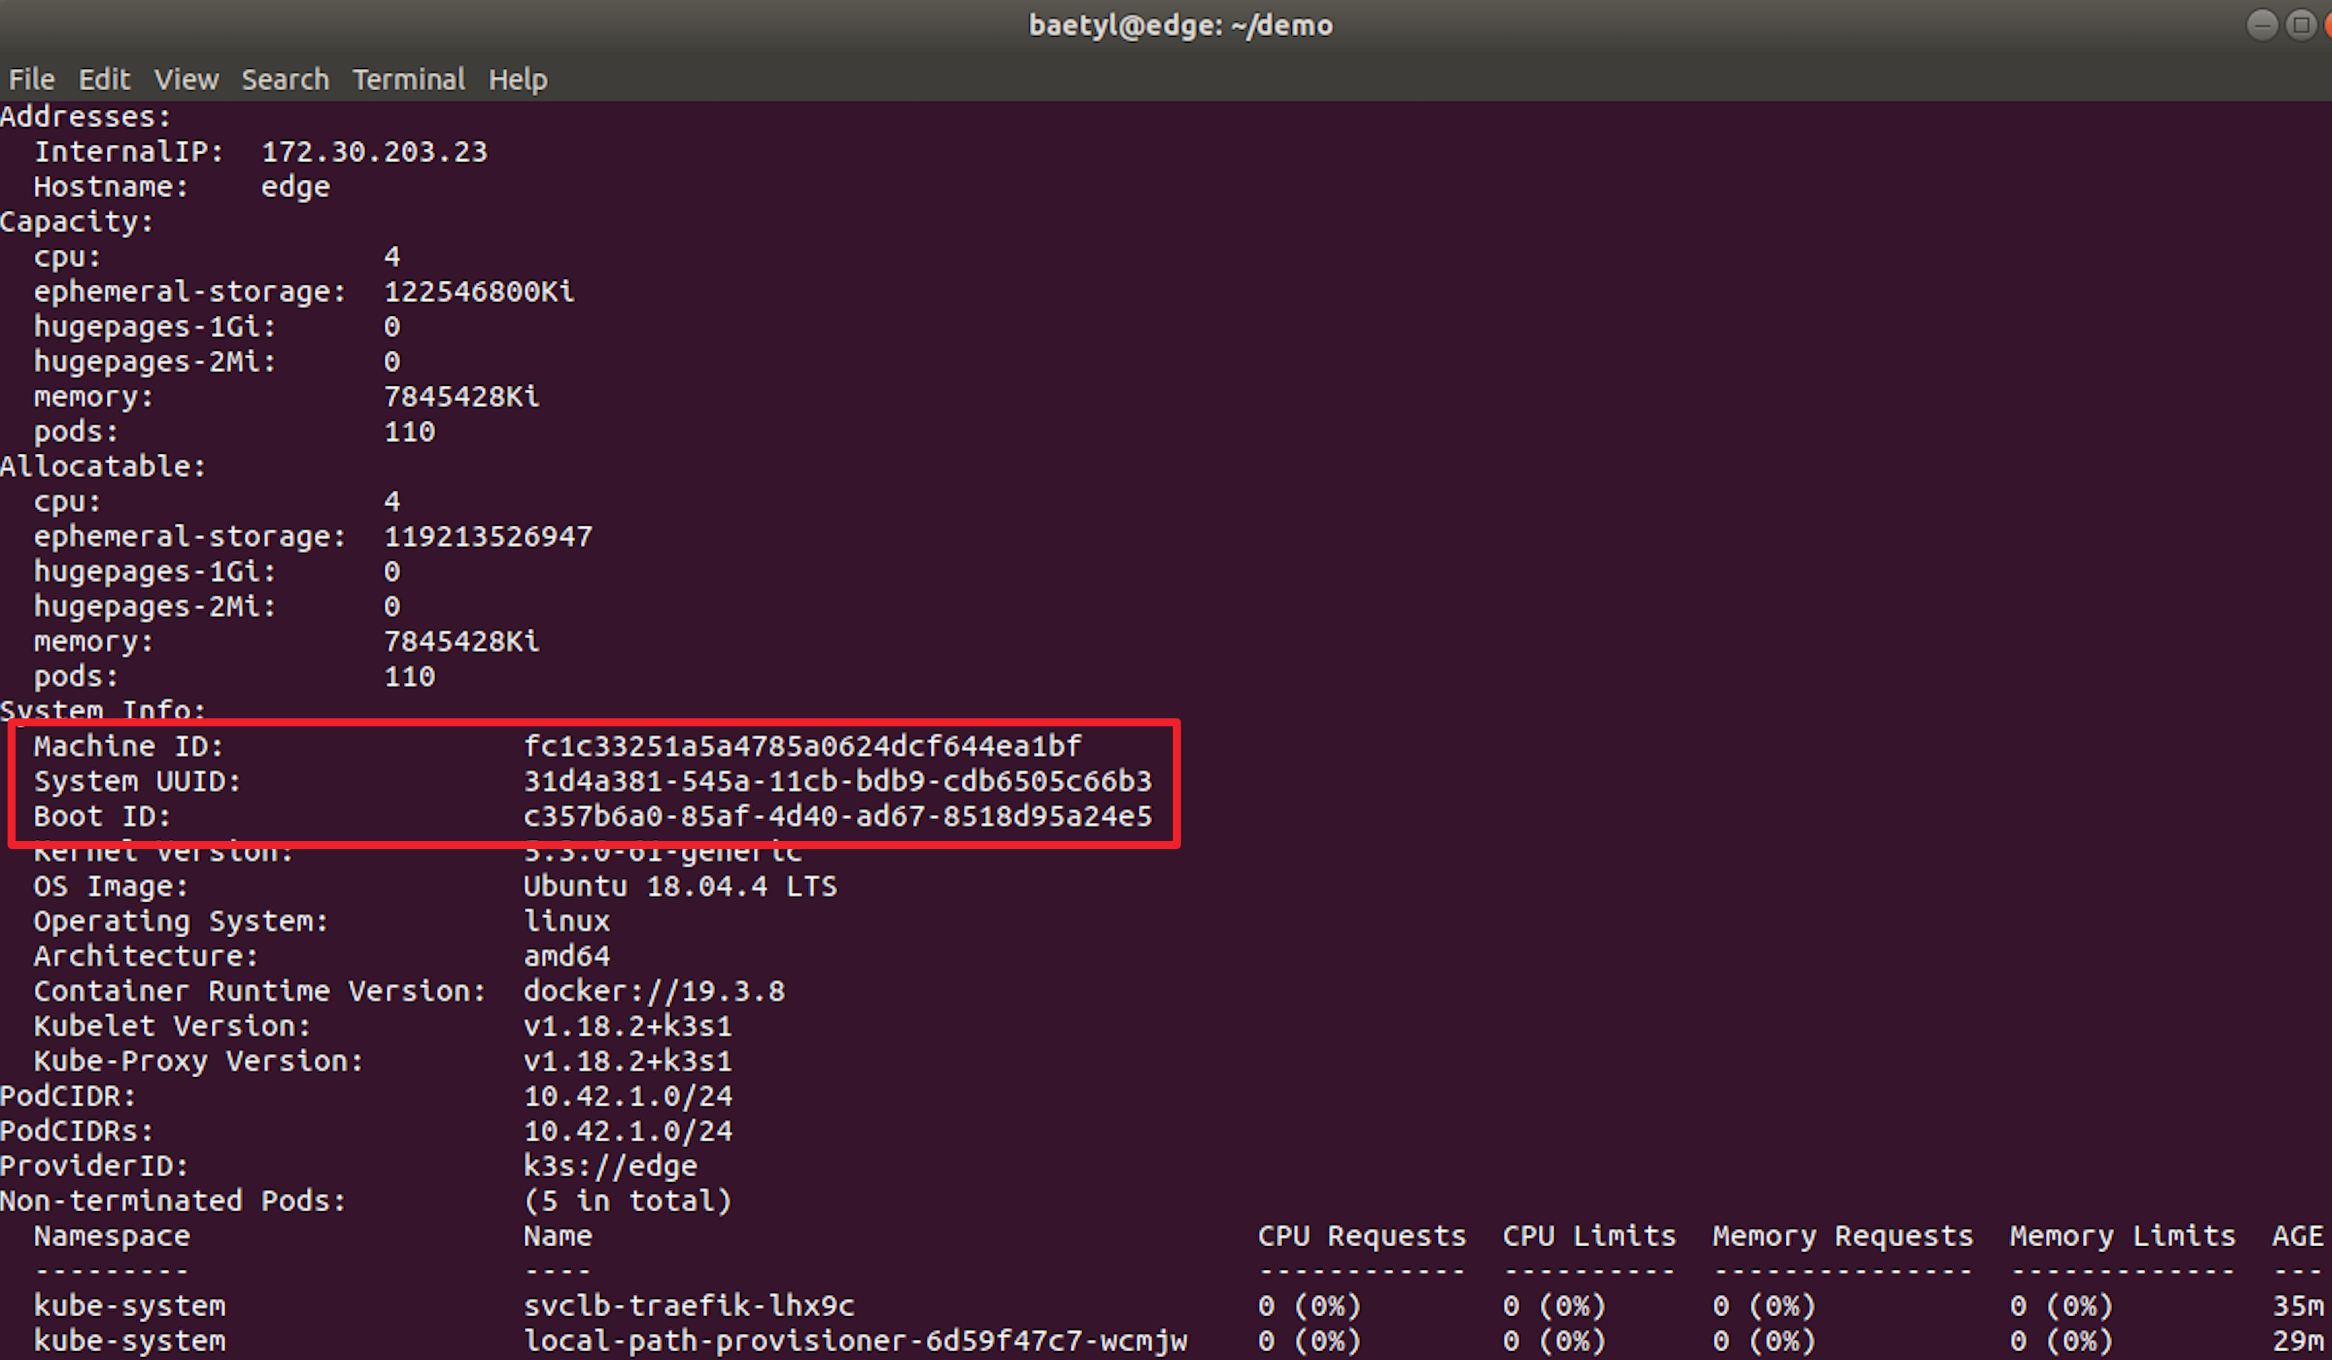 baetyl@edge: ~/demo
File Edit View Search Terminal Help
Addresses:
  InternalIP:  172.30.203.23
  Hostname:    edge
Capacity:
  cpu:                4
  ephemeral-storage:  122546800Ki
  hugepages-1Gi:      0
  hugepages-2Mi:      0
  memory:             7845428Ki
  pods:               110
Allocatable:
  cpu:                4
  ephemeral-storage:  119213526947
  hugepages-1Gi:      0
  hugepages-2Mi:      0
  memory:             7845428Ki
  pods:               110
System Info:
  Machine ID:                 fc1c33251a5a4785a0624dcf644ea1bf
  System UUID:                31d4a381-545a-11cb-bdb9-cdb6505c66b3
  Boot ID:                    c357b6a0-85af-4d40-ad67-8518d95a24e5
  Kernel Version:             5.3.0-61-generic
  OS Image:                   Ubuntu 18.04.4 LTS
  Operating System:           linux
  Architecture:               amd64
  Container Runtime Version:  docker://19.3.8
  Kubelet Version:            v1.18.2+k3s1
  Kube-Proxy Version:         v1.18.2+k3s1
PodCIDR:                      10.42.1.0/24
PodCIDRs:                     10.42.1.0/24
ProviderID:                   k3s://edge
Non-terminated Pods:          (5 in total)
  Namespace                   Name                                      CPU Requests  CPU Limits  Memory Requests  Memory Limits  AGE
  ---------                   ----                                      ------------  ----------  ---------------  -------------  ---
  kube-system                 svclb-traefik-lhx9c                       0 (0%)        0 (0%)      0 (0%)           0 (0%)         35m
  kube-system                 local-path-provisioner-6d59f47c7-wcmjw    0 (0%)        0 (0%)      0 (0%)           0 (0%)         29m